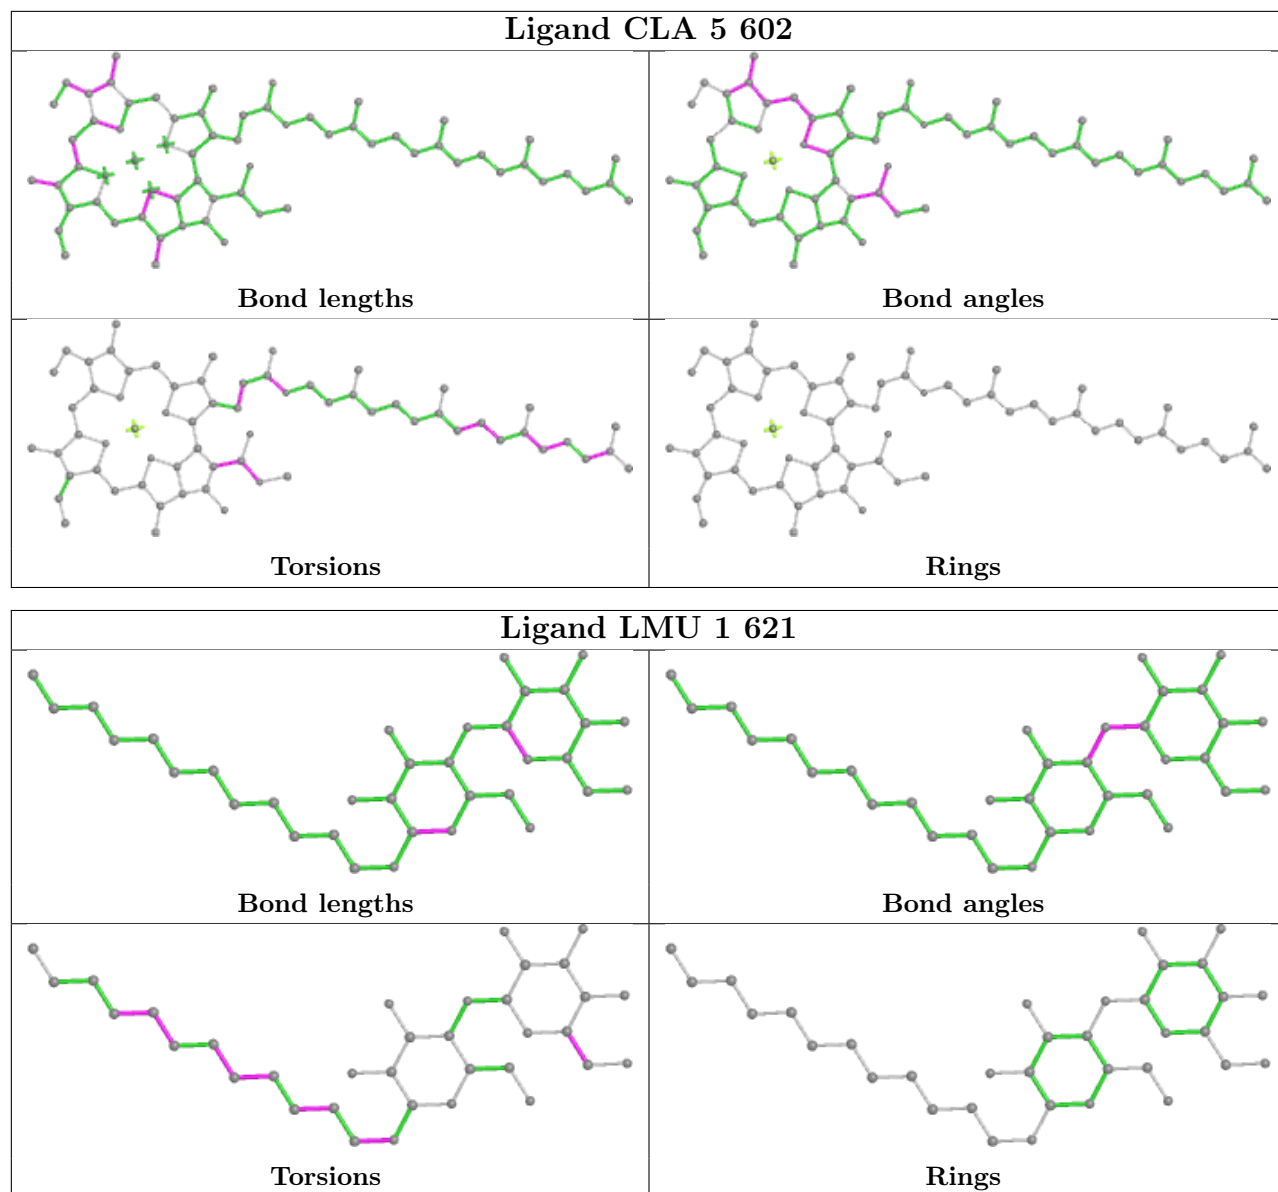 Ligand CLA 5 602
Bond lengths
Bond angles
Torsions
Rings
Ligand LMU 1 621
Bond lengths
Bond angles
Torsions
Rings